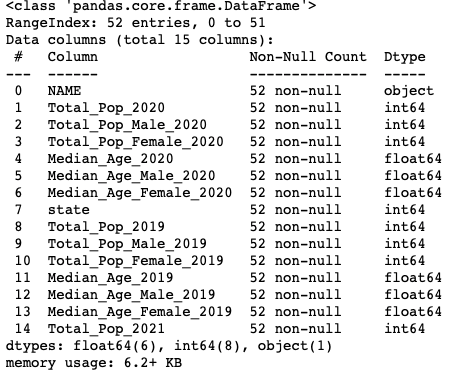 <class 'pandas.core.frame.DataFrame'>
RangeIndex: 52 entries, 0 to 51
Data columns (total 15 columns):
 #   Column                  Non-Null Count  Dtype
---  ------                  --------------  -----
 0   NAME                    52 non-null     object
 1   Total_Pop_2020          52 non-null     int64
 2   Total_Pop_Male_2020     52 non-null     int64
 3   Total_Pop_Female_2020   52 non-null     int64
 4   Median_Age_2020         52 non-null     float64
 5   Median_Age_Male_2020    52 non-null     float64
 6   Median_Age_Female_2020  52 non-null     float64
 7   state                   52 non-null     int64
 8   Total_Pop_2019          52 non-null     int64
 9   Total_Pop_Male_2019     52 non-null     int64
 10  Total_Pop_Female_2019   52 non-null     int64
 11  Median_Age_2019         52 non-null     float64
 12  Median_Age_Male_2019    52 non-null     float64
 13  Median_Age_Female_2019  52 non-null     float64
 14  Total_Pop_2021          52 non-null     int64
dtypes: float64(6), int64(8), object(1)
memory usage: 6.2+ KB